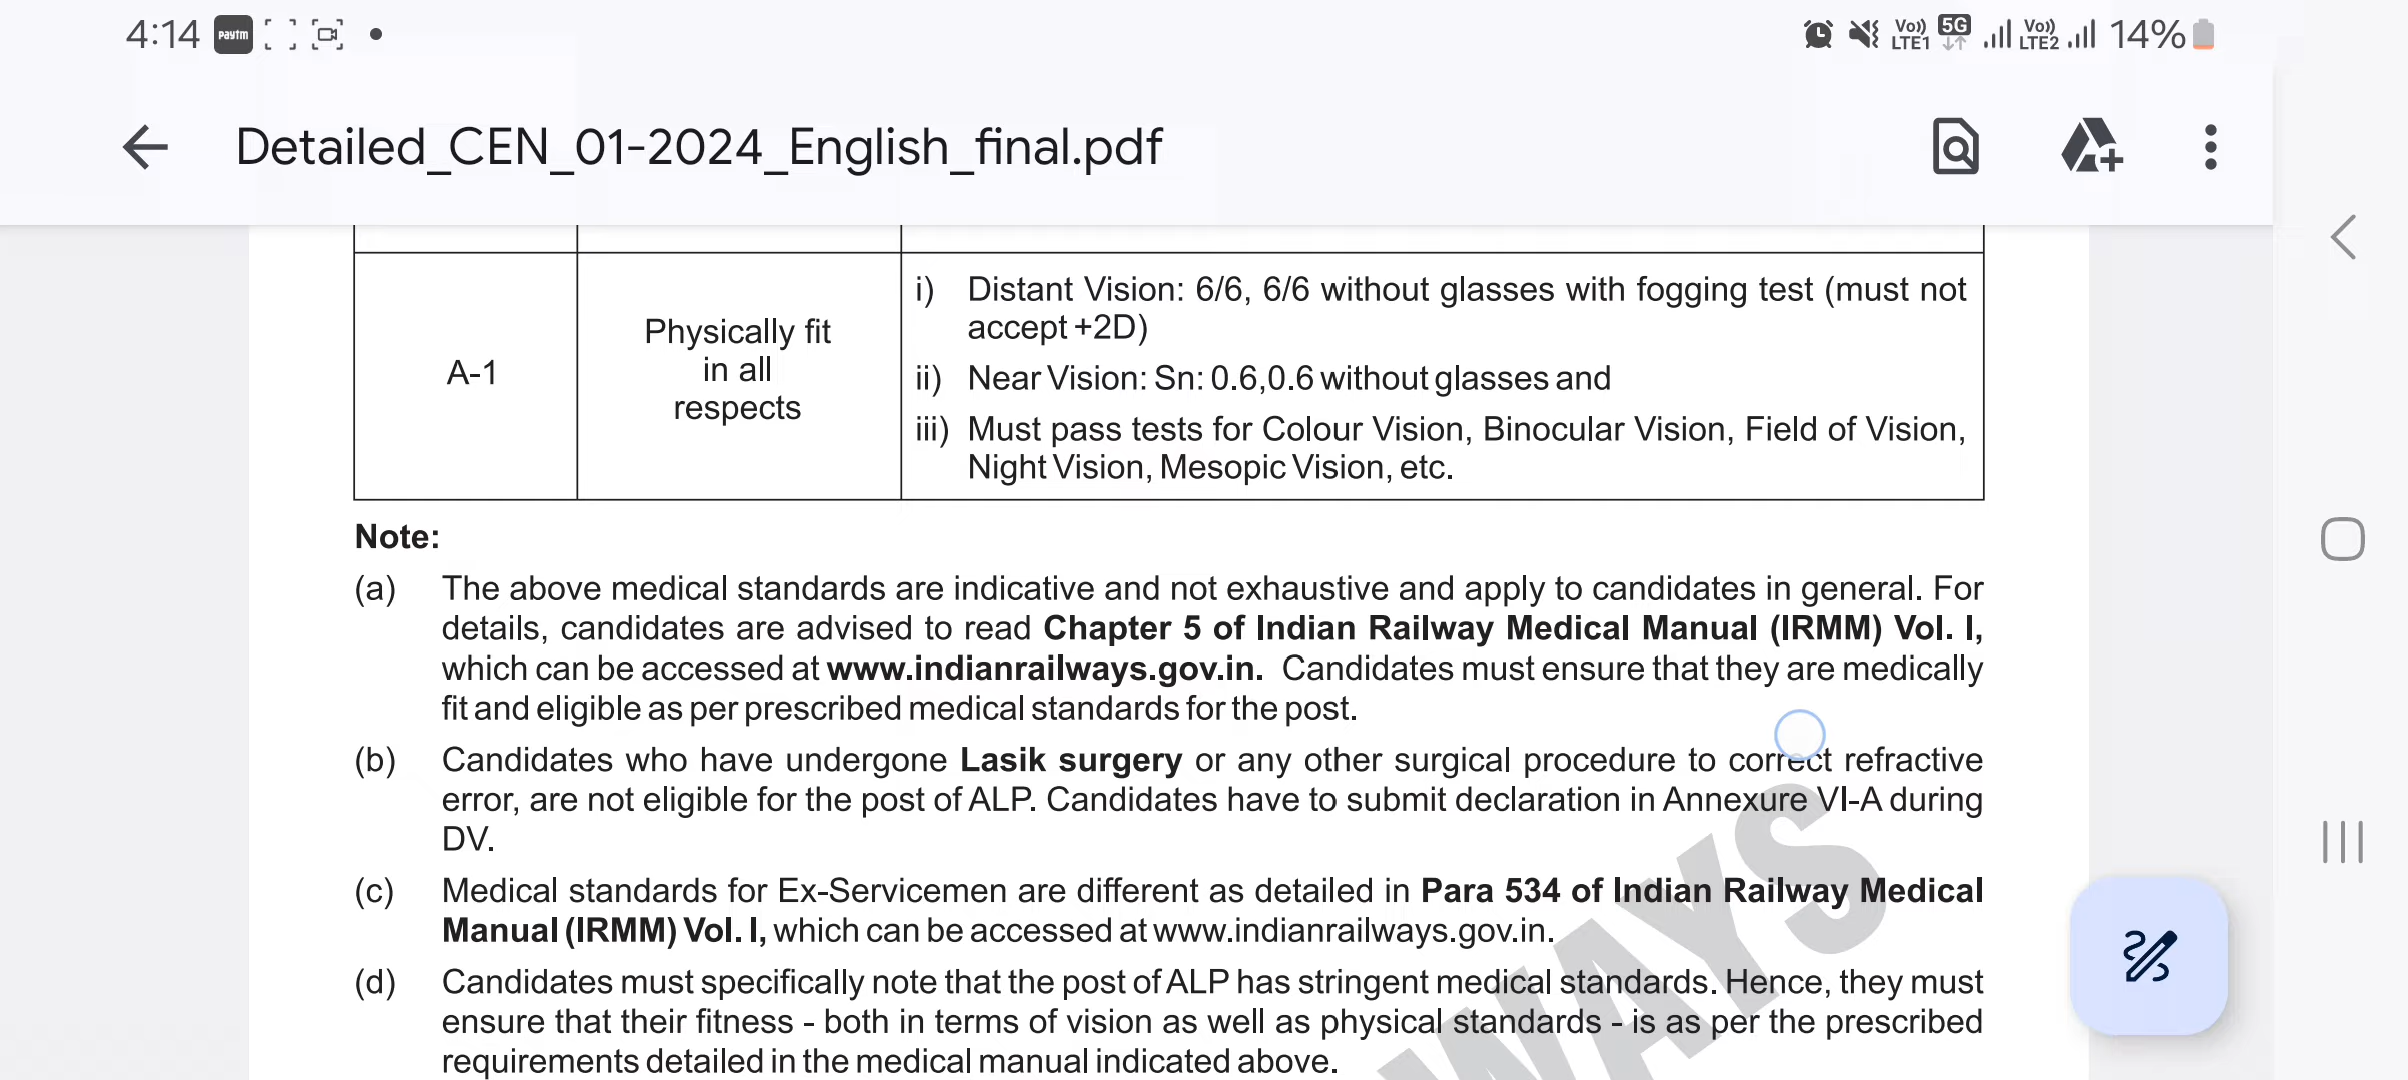 4:14 paytm Vo)) LTE1 5G Vo)) LTE2 14%
Detailed_CEN_01-2024_English_final.pdf
A-1
Physically fit
in all
respects
i) Distant Vision: 6/6, 6/6 without glasses with fogging test (must not
accept +2D)
ii) Near Vision: Sn: 0.6,0.6 without glasses and
iii) Must pass tests for Colour Vision, Binocular Vision, Field of Vision,
Night Vision, Mesopic Vision, etc.
Note:
(a) The above medical standards are indicative and not exhaustive and apply to candidates in general. For
details, candidates are advised to read Chapter 5 of Indian Railway Medical Manual (IRMM) Vol. I,
which can be accessed at www.indianrailways.gov.in. Candidates must ensure that they are medically
fit and eligible as per prescribed medical standards for the post.
(b) Candidates who have undergone Lasik surgery or any other surgical procedure to correct refractive
error, are not eligible for the post of ALP. Candidates have to submit declaration in Annexure VI-A during
DV.
(c) Medical standards for Ex-Servicemen are different as detailed in Para 534 of Indian Railway Medical
Manual (IRMM) Vol. I, which can be accessed at www.indianrailways.gov.in.
(d) Candidates must specifically note that the post of ALP has stringent medical standards. Hence, they must
ensure that their fitness - both in terms of vision as well as physical standards - is as per the prescribed
requirements detailed in the medical manual indicated above.
WAYS